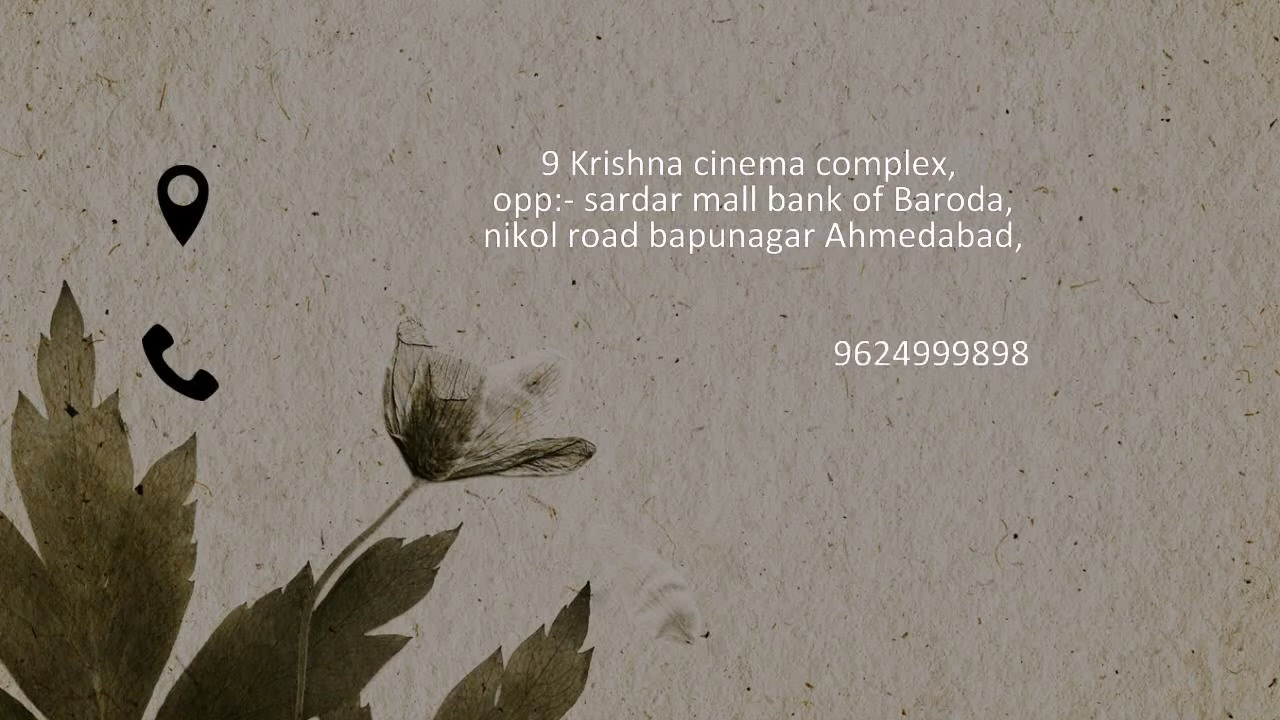 9 Krishna cinema complex,
opp:- sardar mall bank of Baroda,
nikol road bapunagar Ahmedabad,
9624999898